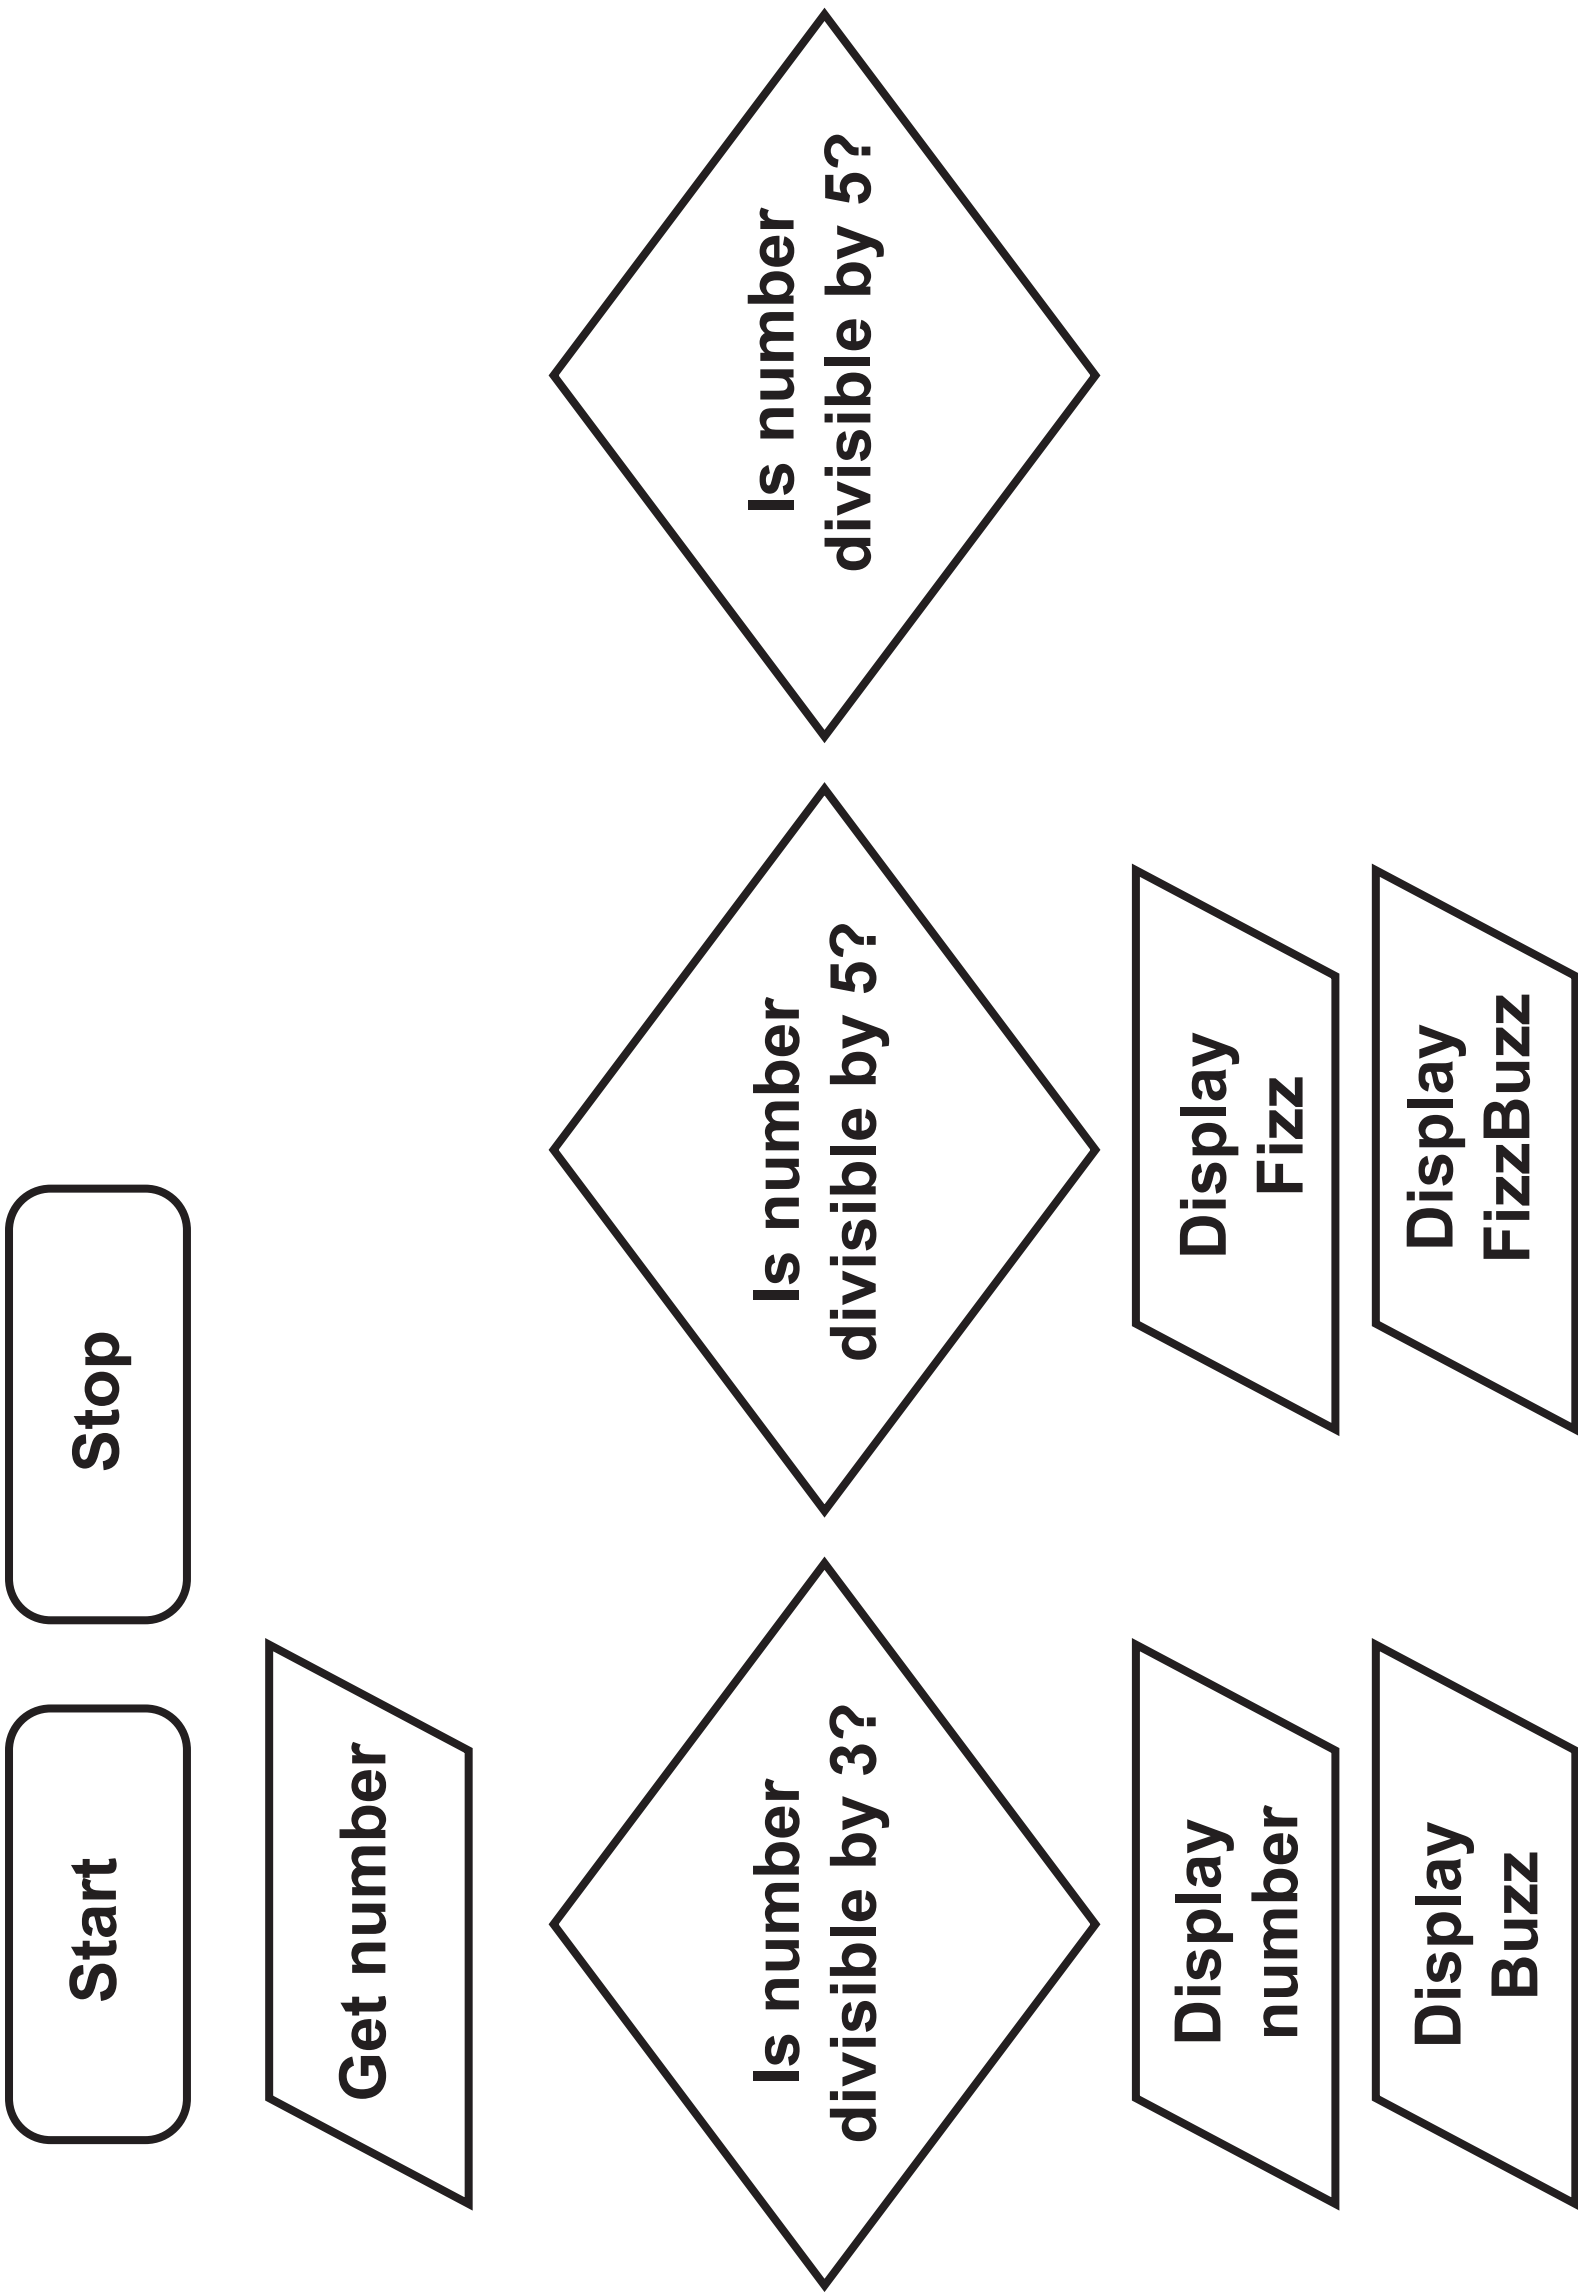 Start
Stop
Get number
Is number
divisible by 3?
Is number
divisible by 5?
Is number
divisible by 5?
Display
number
Display
Fizz
Display
Buzz
Display
FizzBuzz